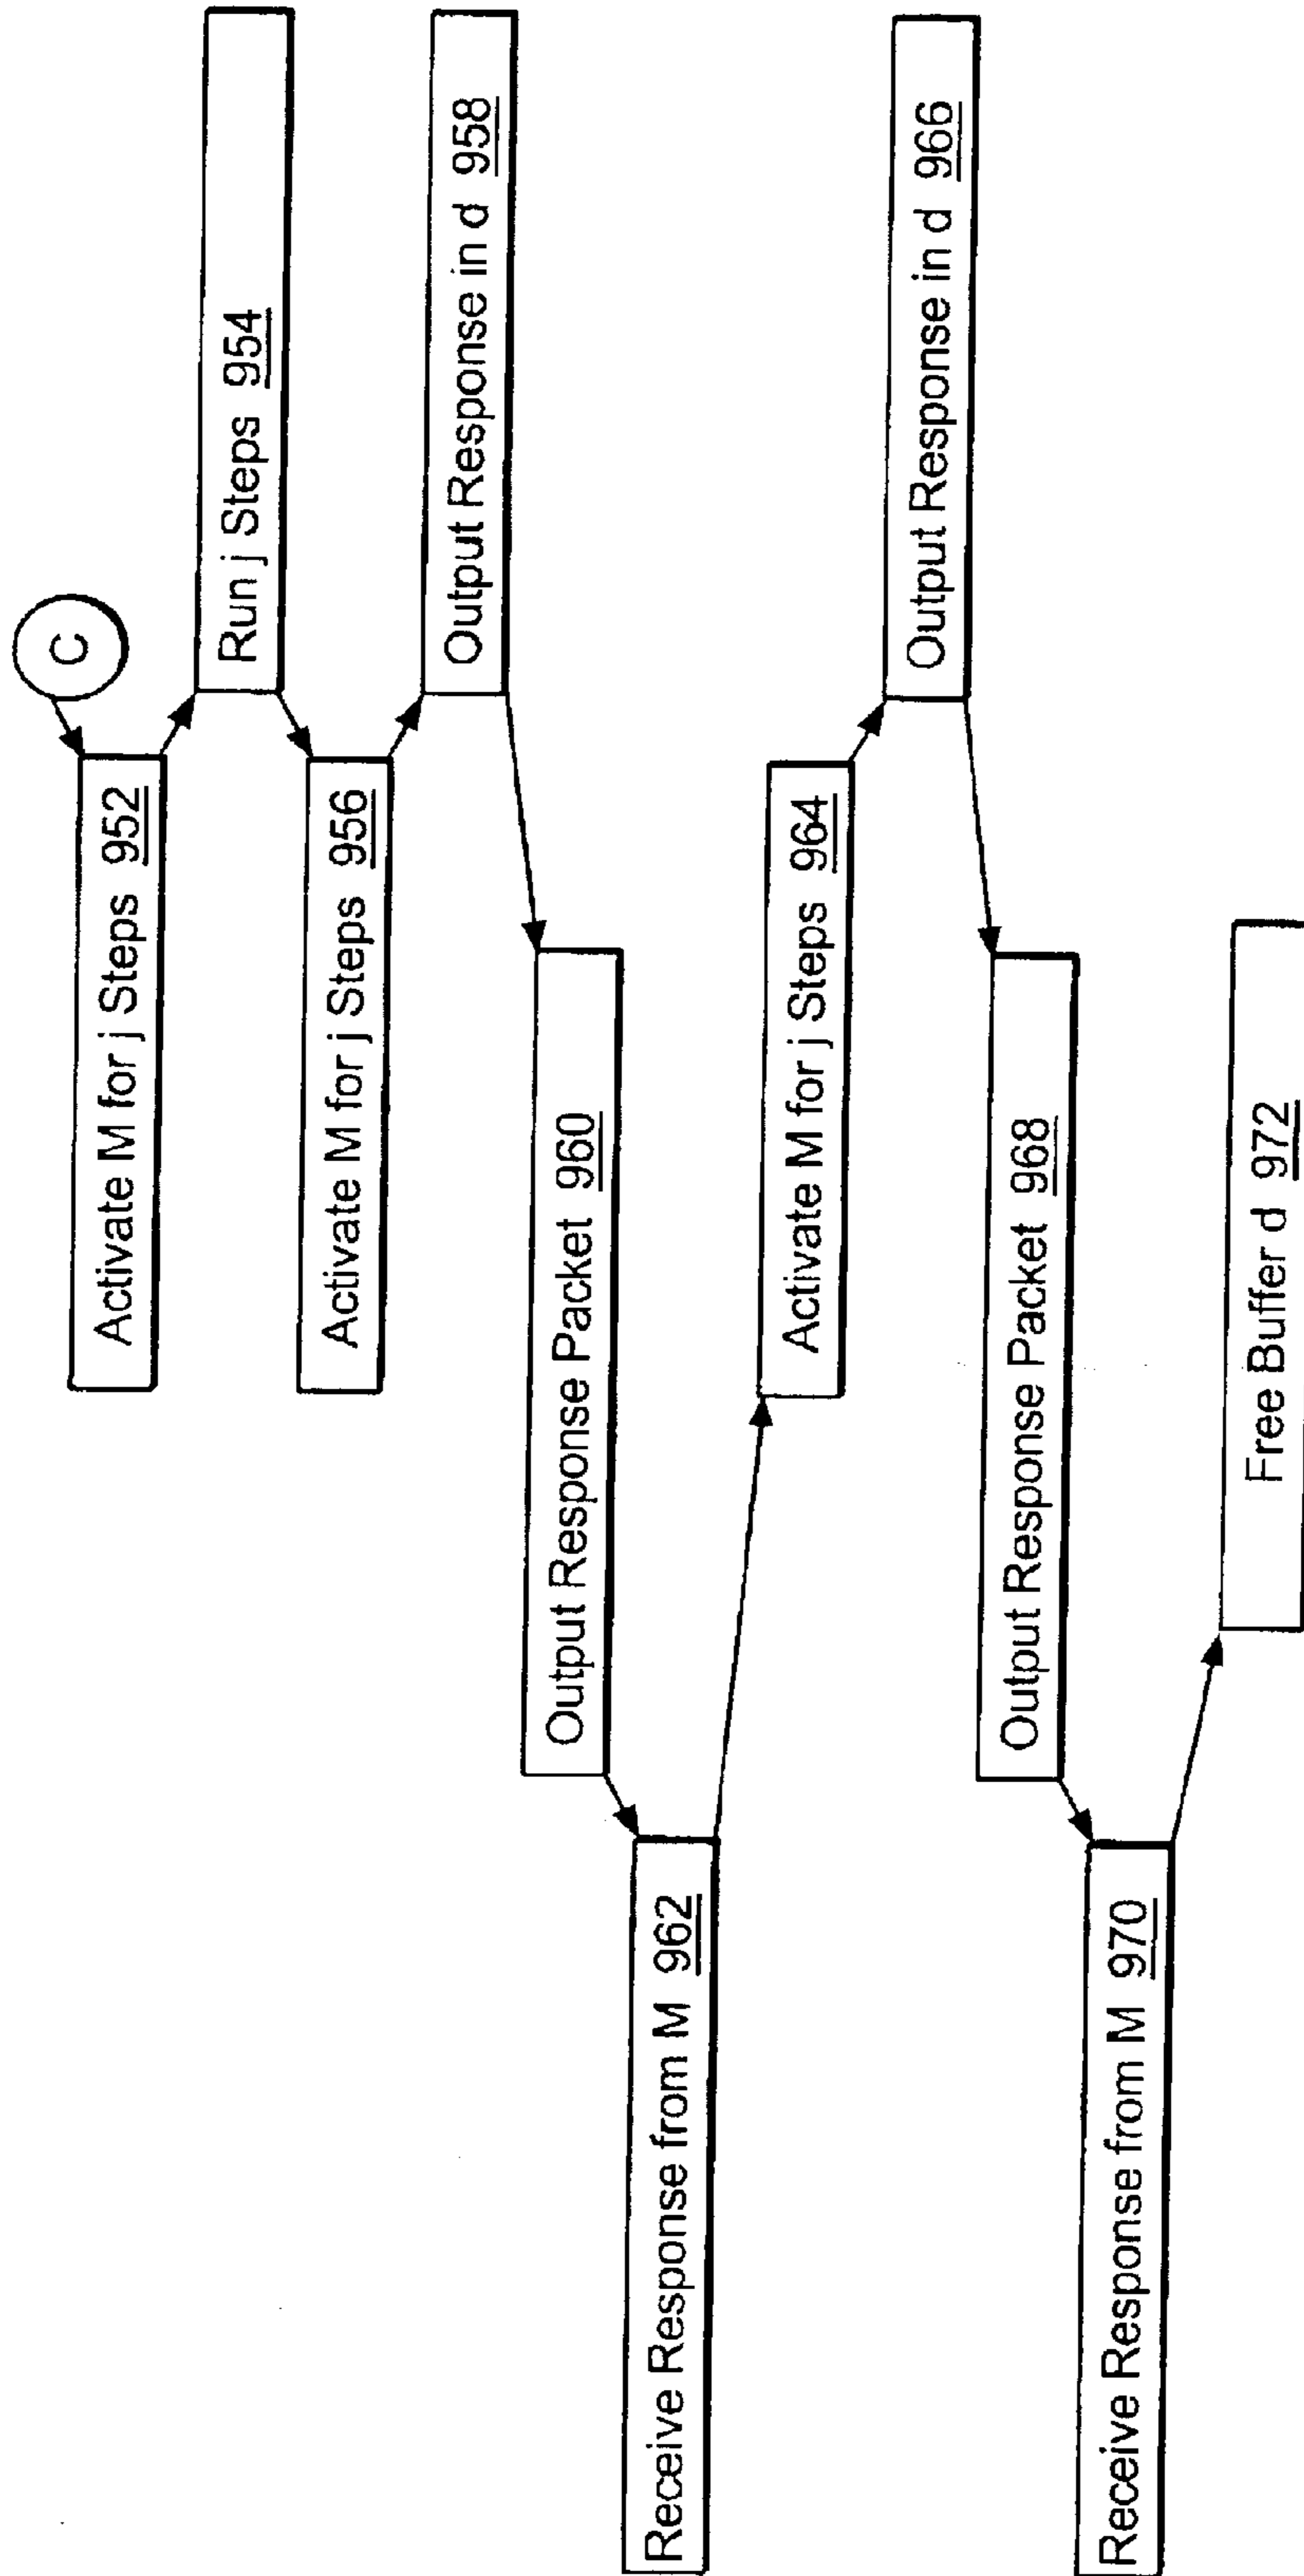 C
Activate M for j Steps 952
Run j Steps 954
Activate M for j Steps 956
Output Response in d 958
Output Response Packet 960
Receive Response from M 962
Activate M for j Steps 964
Output Response in d 966
Output Response Packet 968
Receive Response from M 970
Free Buffer d 972